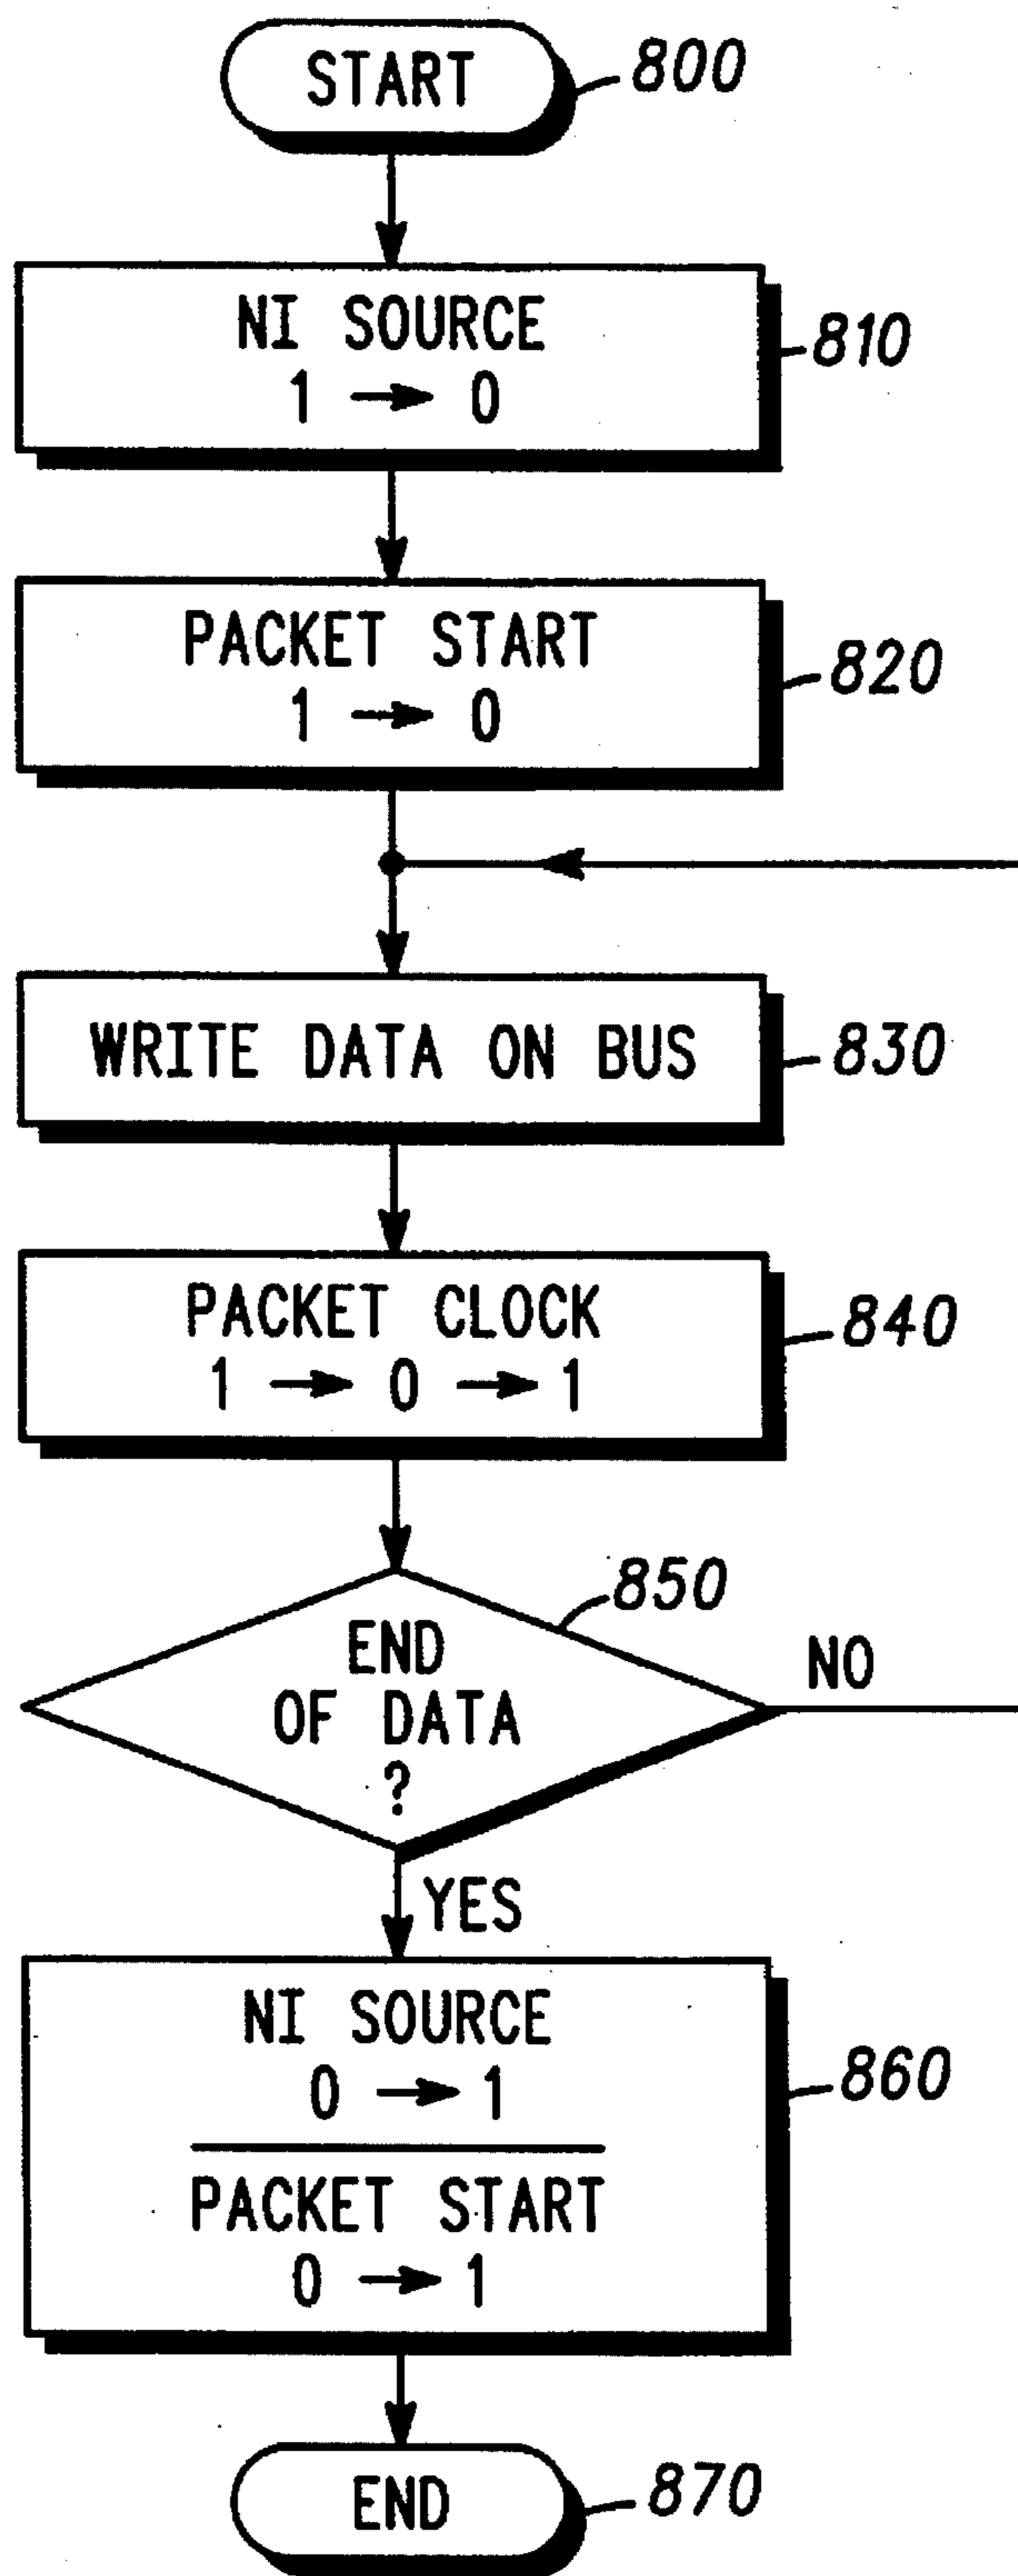 START 800
NI SOURCE
1 → 0 810
PACKET START
1 → 0 820
WRITE DATA ON BUS 830
PACKET CLOCK
1 → 0 → 1 840
850
END
OF DATA
?
NO
YES
NI SOURCE
0 → 1
860
PACKET START
0 → 1
END 870